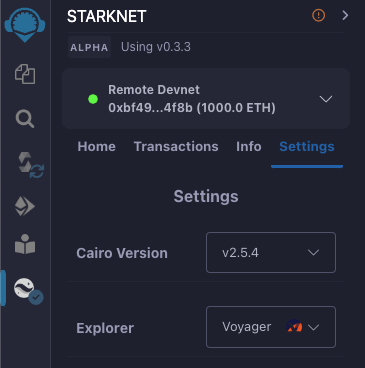 STARKNET
ALPHA Using v0.3.3
Remote Devnet
0xbf49...4f8b (1000.0 ETH)
Home Transactions Info Settings
Settings
Cairo Version v2.5.4
Explorer Voyager